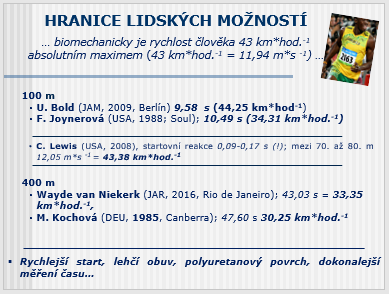 HRANICE LIDSKÝCH MOŽNOSTÍ
… biomechanicky je rychlost člověka 43 km*hod.-1
absolutním maximem (43 km*hod.-1 = 11,94 m*s -1) …
100 m
• U. Bold (JAM, 2009, Berlín) 9,58 s (44,25 km*hod-1)
• F. Joynerová (USA, 1988; Soul); 10,49 s (34,31 km*hod.-1)
• C. Lewis (USA, 2008), startovní reakce 0,09-0,17 s (!); mezi 70. až 80. m
12,05 m*s -1 = 43,38 km*hod.-1
400 m
• Wayde van Niekerk (JAR, 2016, Rio de Janeiro); 43,03 s = 33,35
km*hod.-1,
• M. Kochová (DEU, 1985, Canberra); 47,60 s 30,25 km*hod.-1
▪ Rychlejší start, lehčí obuv, polyuretanový povrch, dokonalejší
měření času…
2163